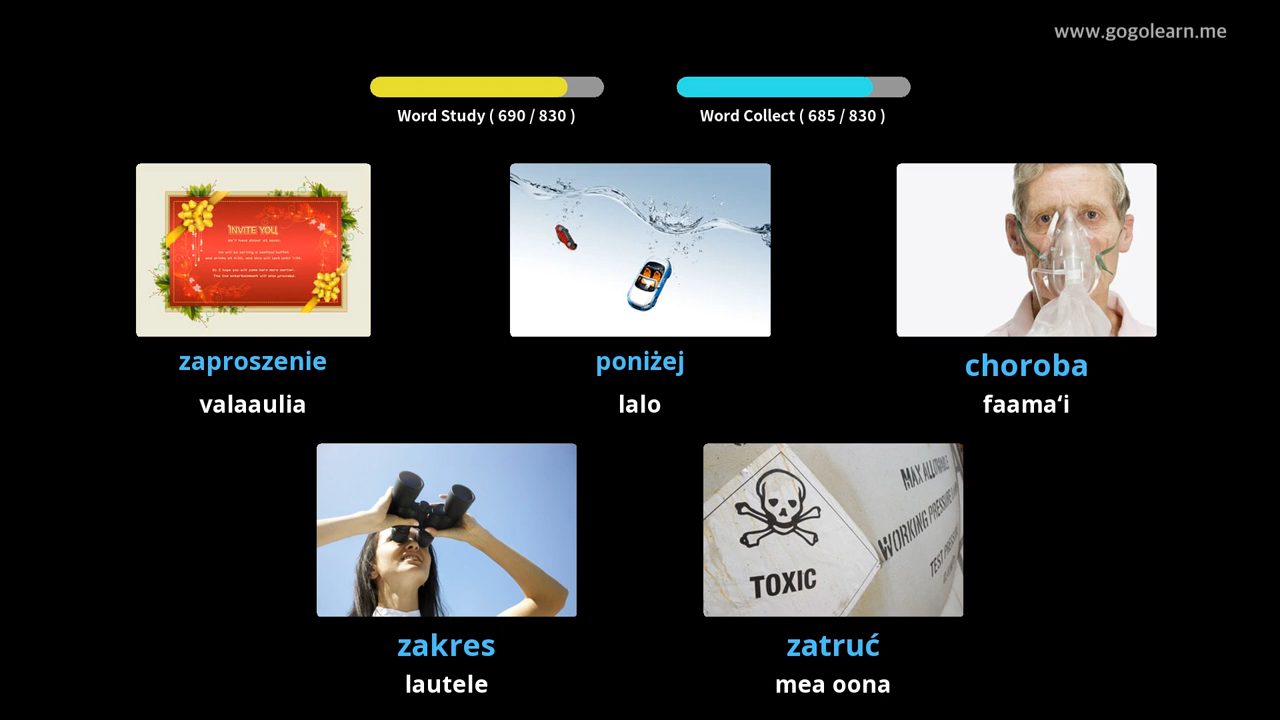 www.gogolearn.me
Word Study ( 690 / 830 )
Word Collect ( 685 / 830 )
INVITE YOU
zaproszenie
poniżej
choroba
valaaulia
lalo
faamaʻi
MAX ALLOWABLE
WORKING PRESSURE
TEST PRESSURE
TOXIC
zakres
zatruć
lautele
mea oona